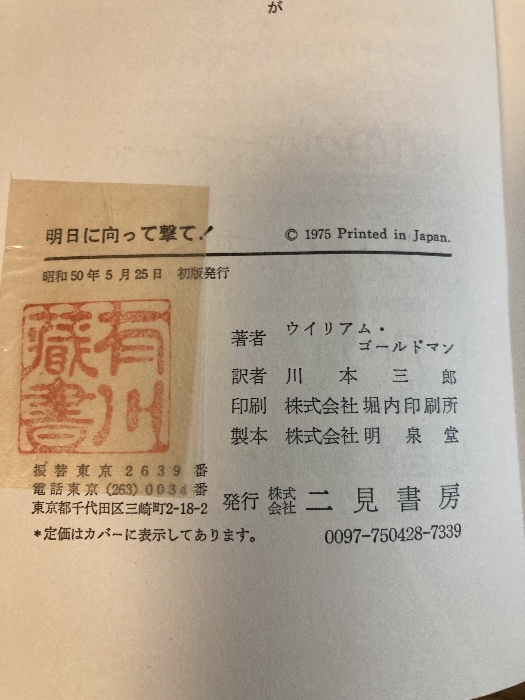 が
明日に向って撃て！
© 1975 Printed in Japan.
昭和50年5月25日 初版発行
著者 ウイリアム・
ゴールドマン
訳者 川本三郎
印刷 株式会社 堀内印刷所
製本 株式会社 明泉堂
有川
蔵書
振替東京2639番
電話東京(263)0034番
東京都千代田区三崎町2-18-2
発行 株式会社 二見書房
*定価はカバーに表示してあります。
0097-750428-7339